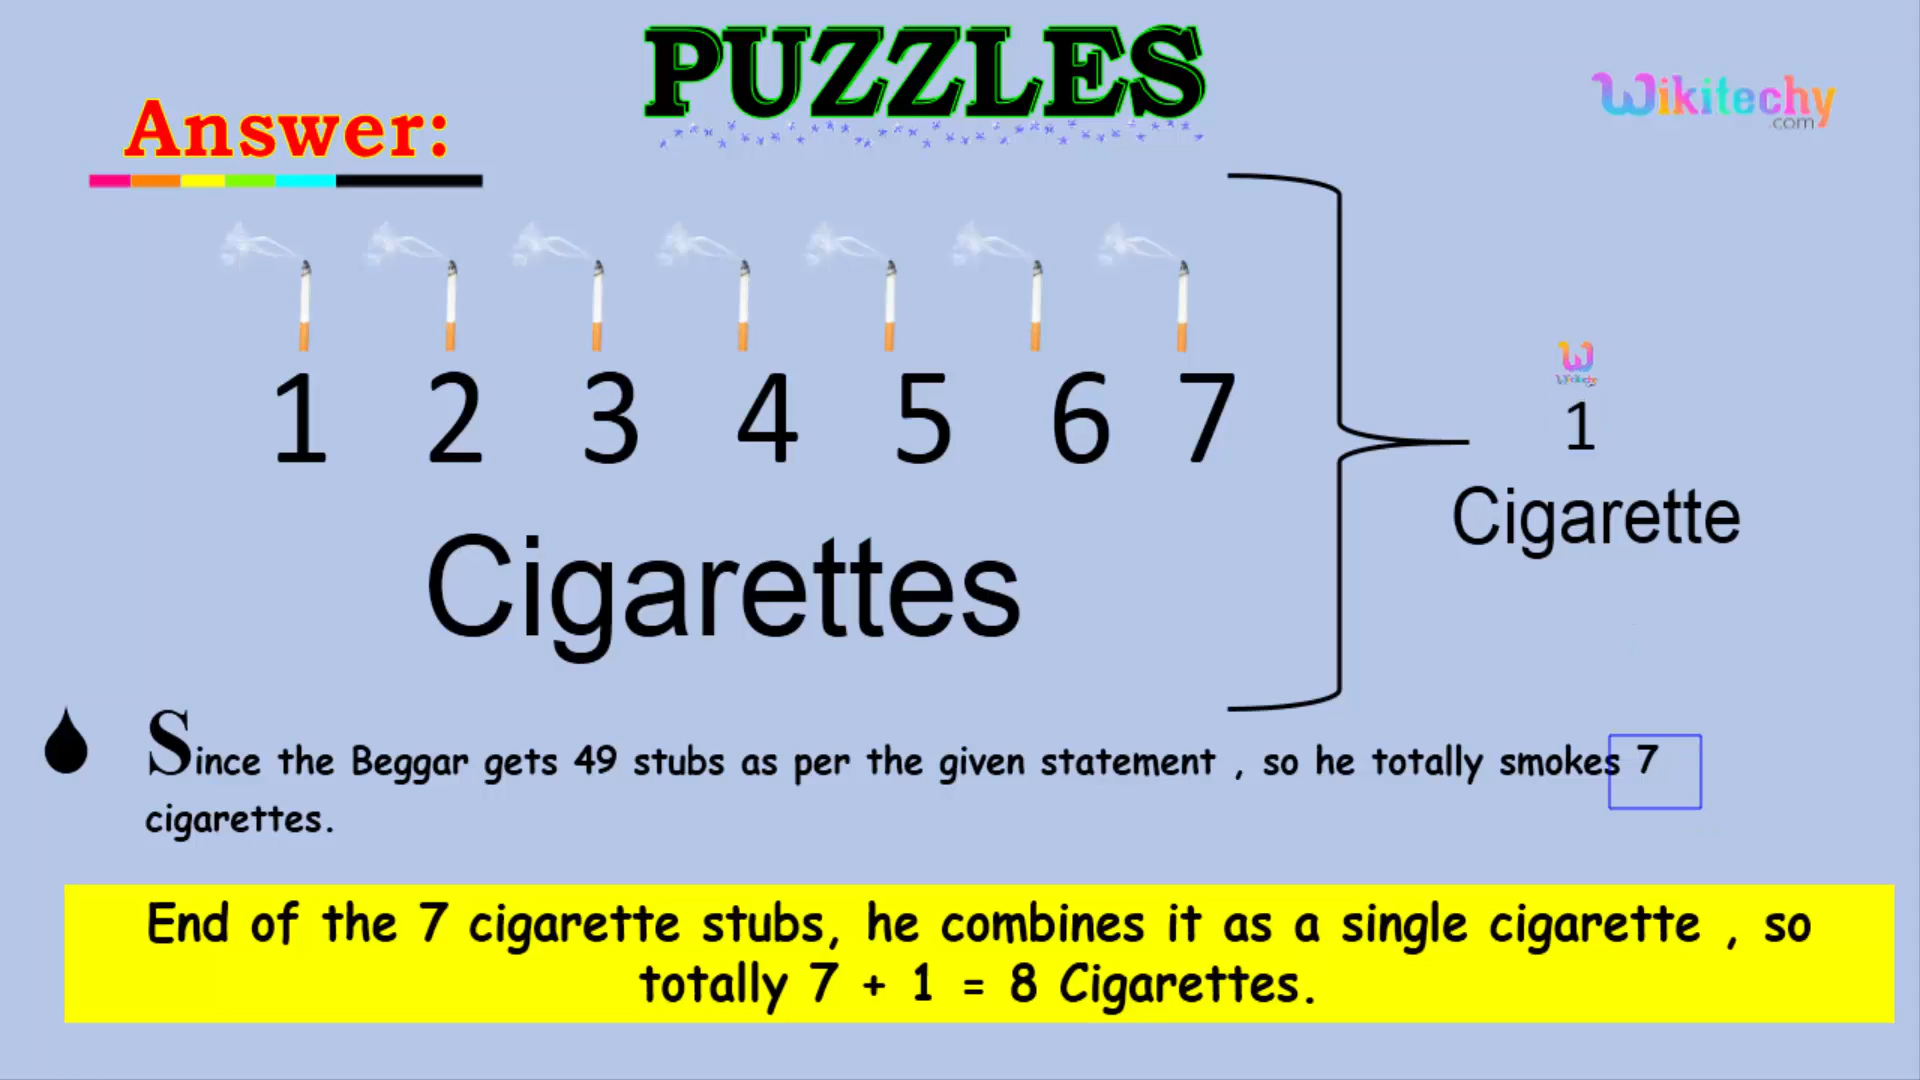 PUZZLES
Wikitechy
.com
Answer:
1 2 3 4 5 6 7
Cigarettes
Wikitechy
1
Cigarette
Since the Beggar gets 49 stubs as per the given statement , so he totally smokes 7
cigarettes.
End of the 7 cigarette stubs, he combines it as a single cigarette , so
totally 7 + 1 = 8 Cigarettes.